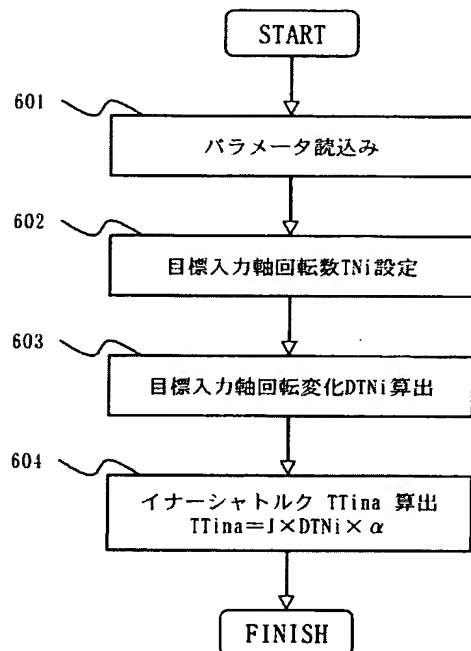 START
601
パラメータ読込み
602
目標入力軸回転数TNi設定
603
目標入力軸回転変化DTNi算出
604
イナーシャトルク TTina 算出
TTina=J×DTNi×α
FINISH